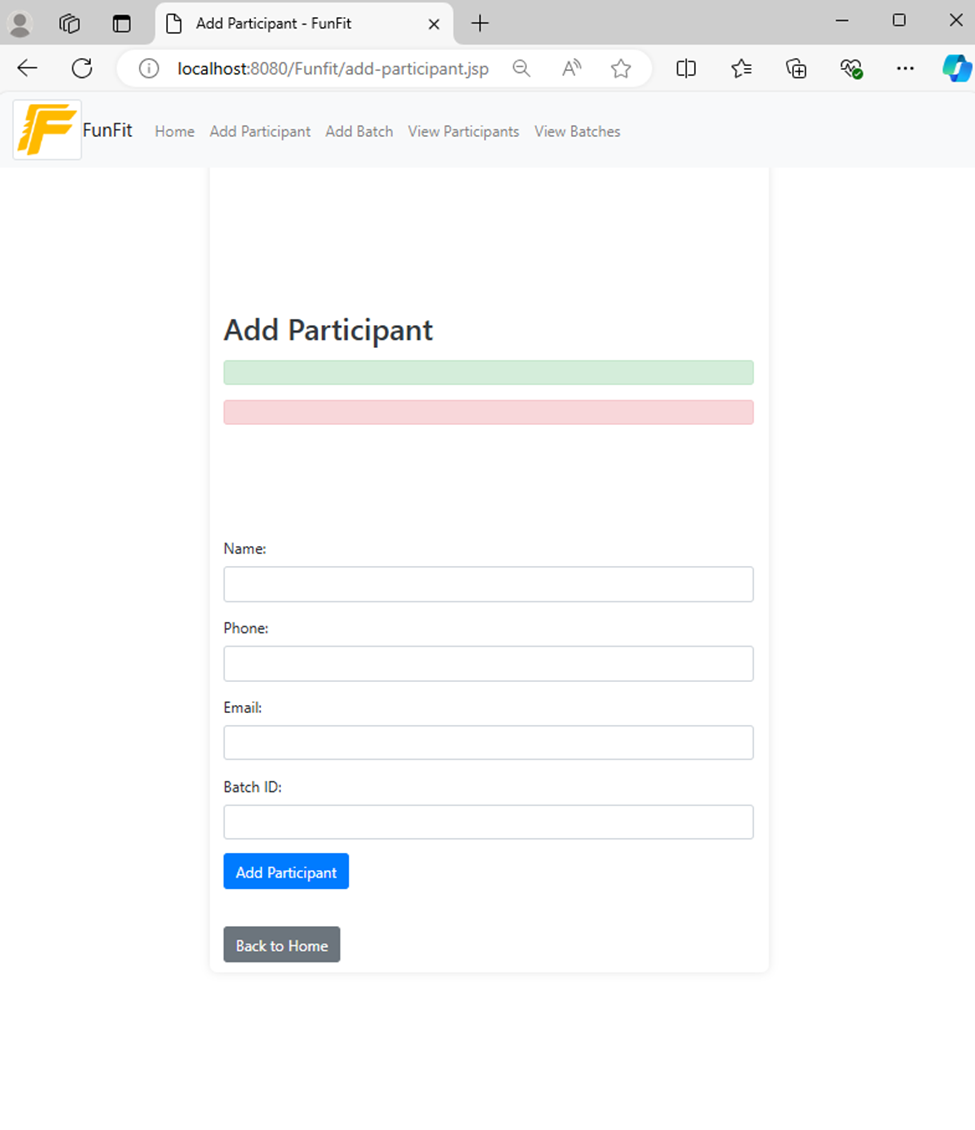 Add Participant - FunFit
localhost:8080/Funfit/add-participant.jsp
FunFit Home Add Participant Add Batch View Participants View Batches
Add Participant
Name:
Phone:
Email:
Batch ID:
Add Participant
Back to Home